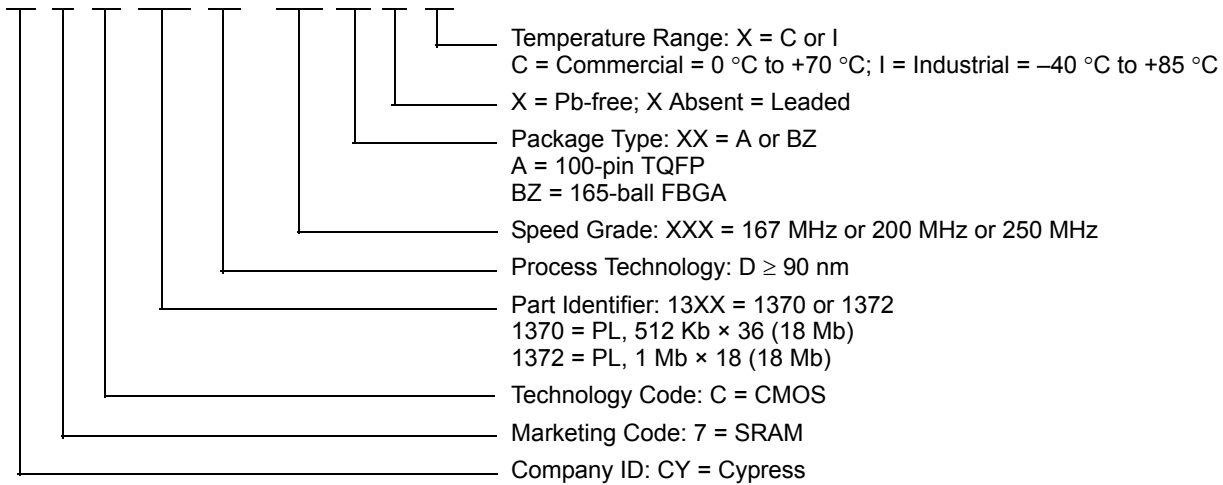 Temperature Range: X = C or I
C = Commercial = 0 °C to +70 °C; I = Industrial = –40 °C to +85 °C
X = Pb-free; X Absent = Leaded
Package Type: XX = A or BZ
A = 100-pin TQFP
BZ = 165-ball FBGA
Speed Grade: XXX = 167 MHz or 200 MHz or 250 MHz
Process Technology: D ≥ 90 nm
Part Identifier: 13XX = 1370 or 1372
1370 = PL, 512 Kb × 36 (18 Mb)
1372 = PL, 1 Mb × 18 (18 Mb)
Technology Code: C = CMOS
Marketing Code: 7 = SRAM
Company ID: CY = Cypress